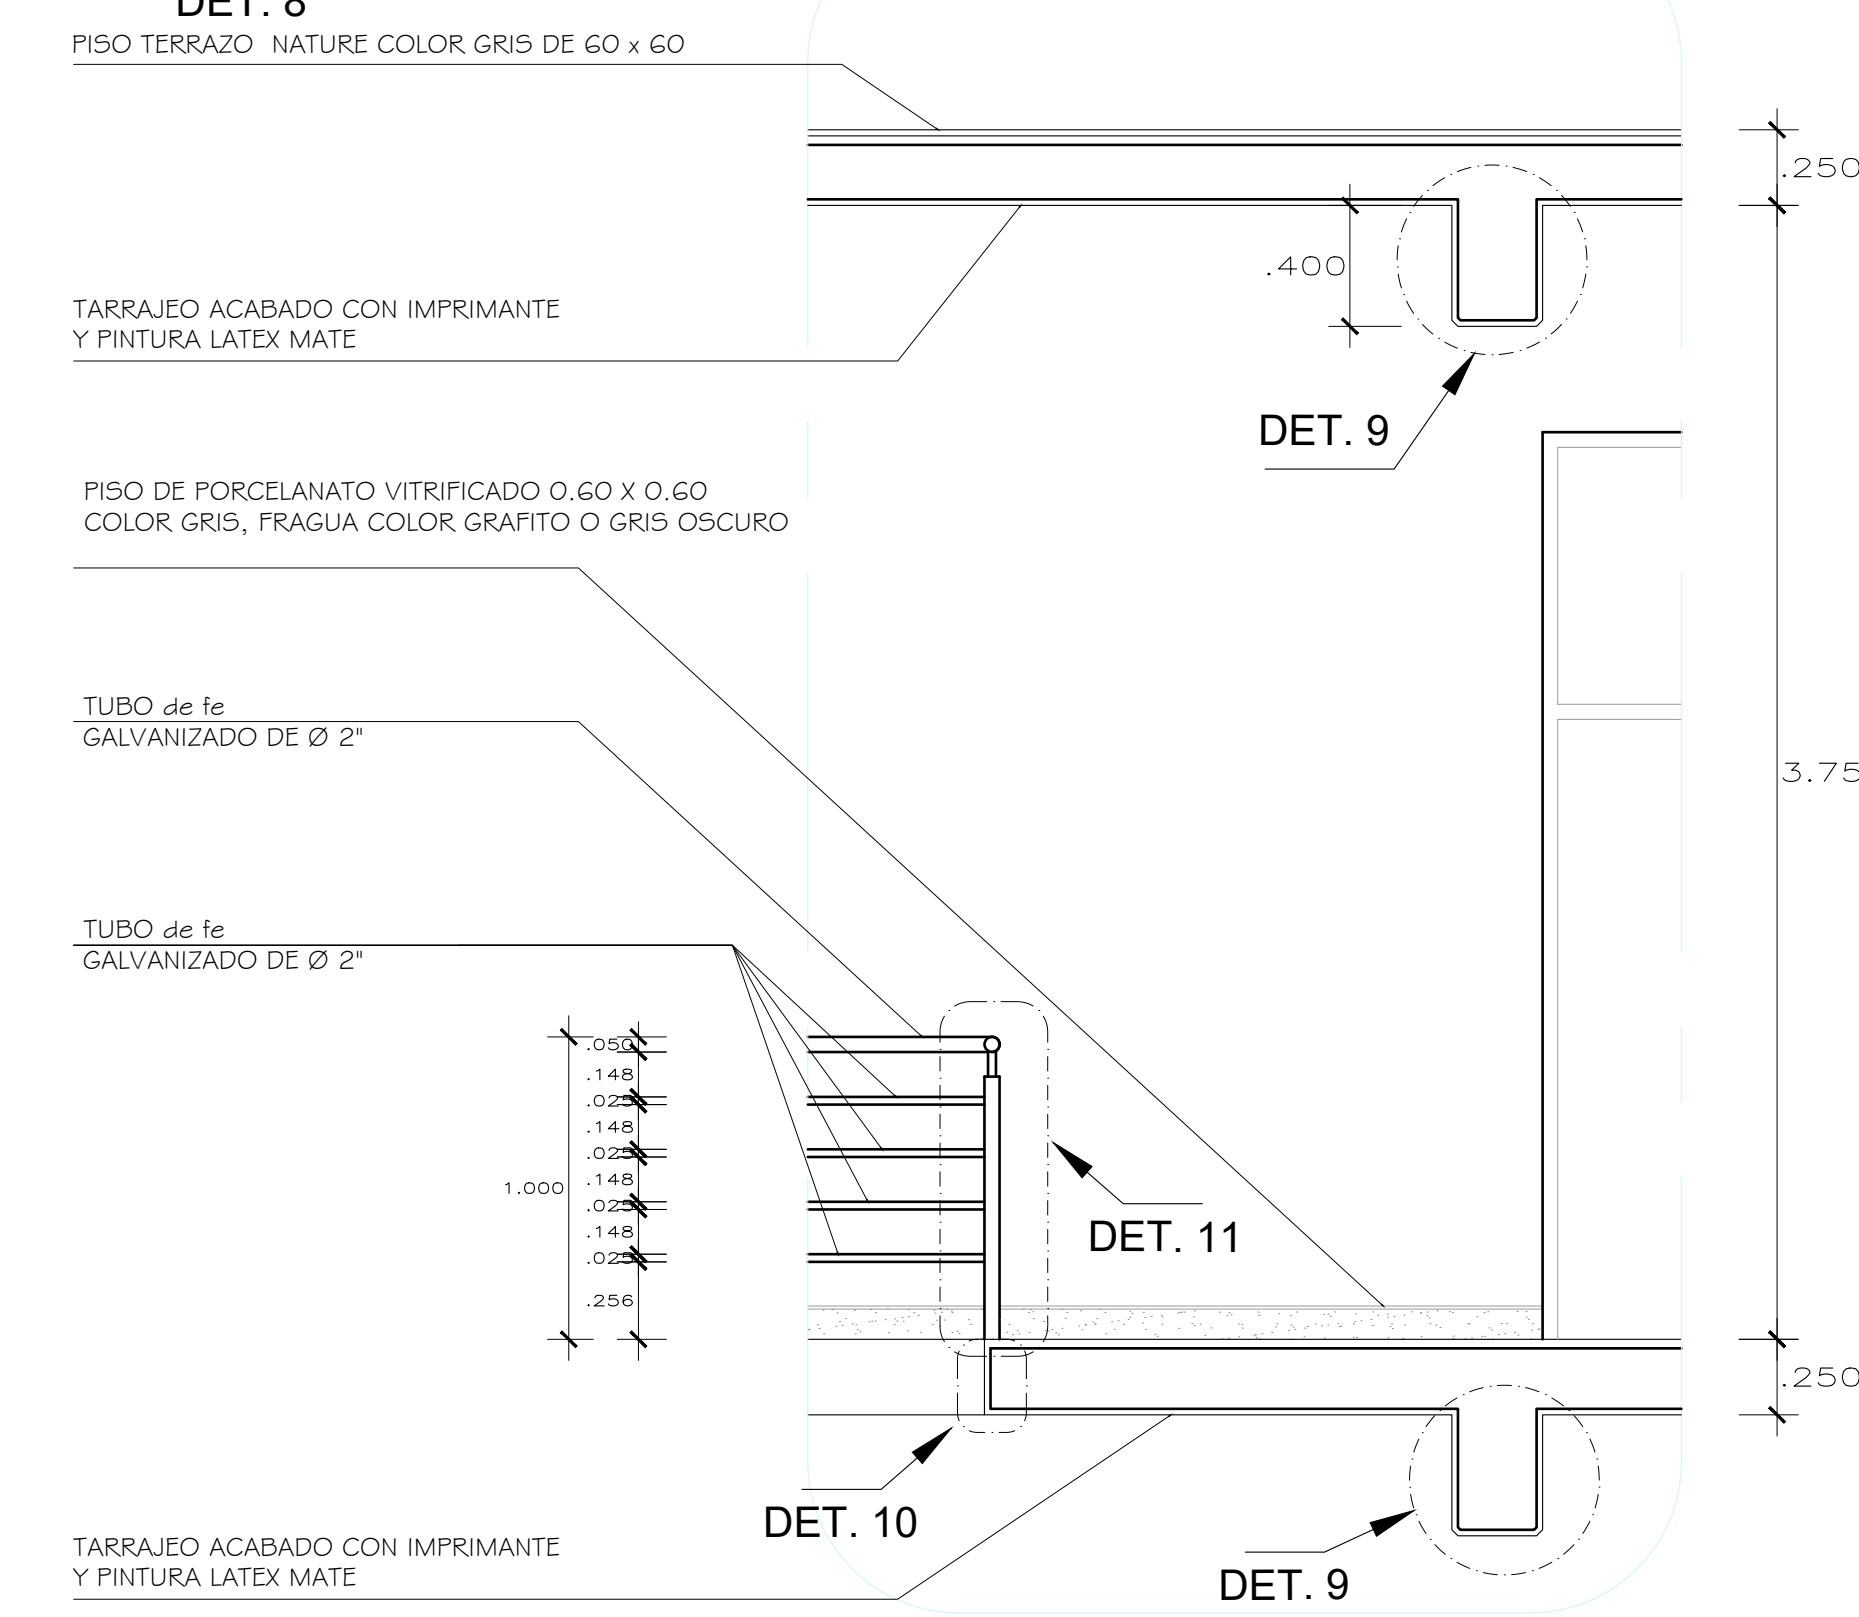 DET. 8
PISO TERRAZO NATURE COLOR GRIS DE 60 x 60
.250
.400
TARRAJEO ACABADO CON IMPRIMANTE
Y PINTURA LATEX MATE
DET. 9
PISO DE PORCELANATO VITRIFICADO 0.60 X 0.60
COLOR GRIS, FRAGUA COLOR GRAFITO O GRIS OSCURO
TUBO de fe
GALVANIZADO DE Ø 2"
3.75
TUBO de fe
GALVANIZADO DE Ø 2"
.050
.148
.025
.148
.025
.148
.025
.148
.025
.256
1.000
DET. 11
.250
DET. 10
TARRAJEO ACABADO CON IMPRIMANTE
Y PINTURA LATEX MATE
DET. 9